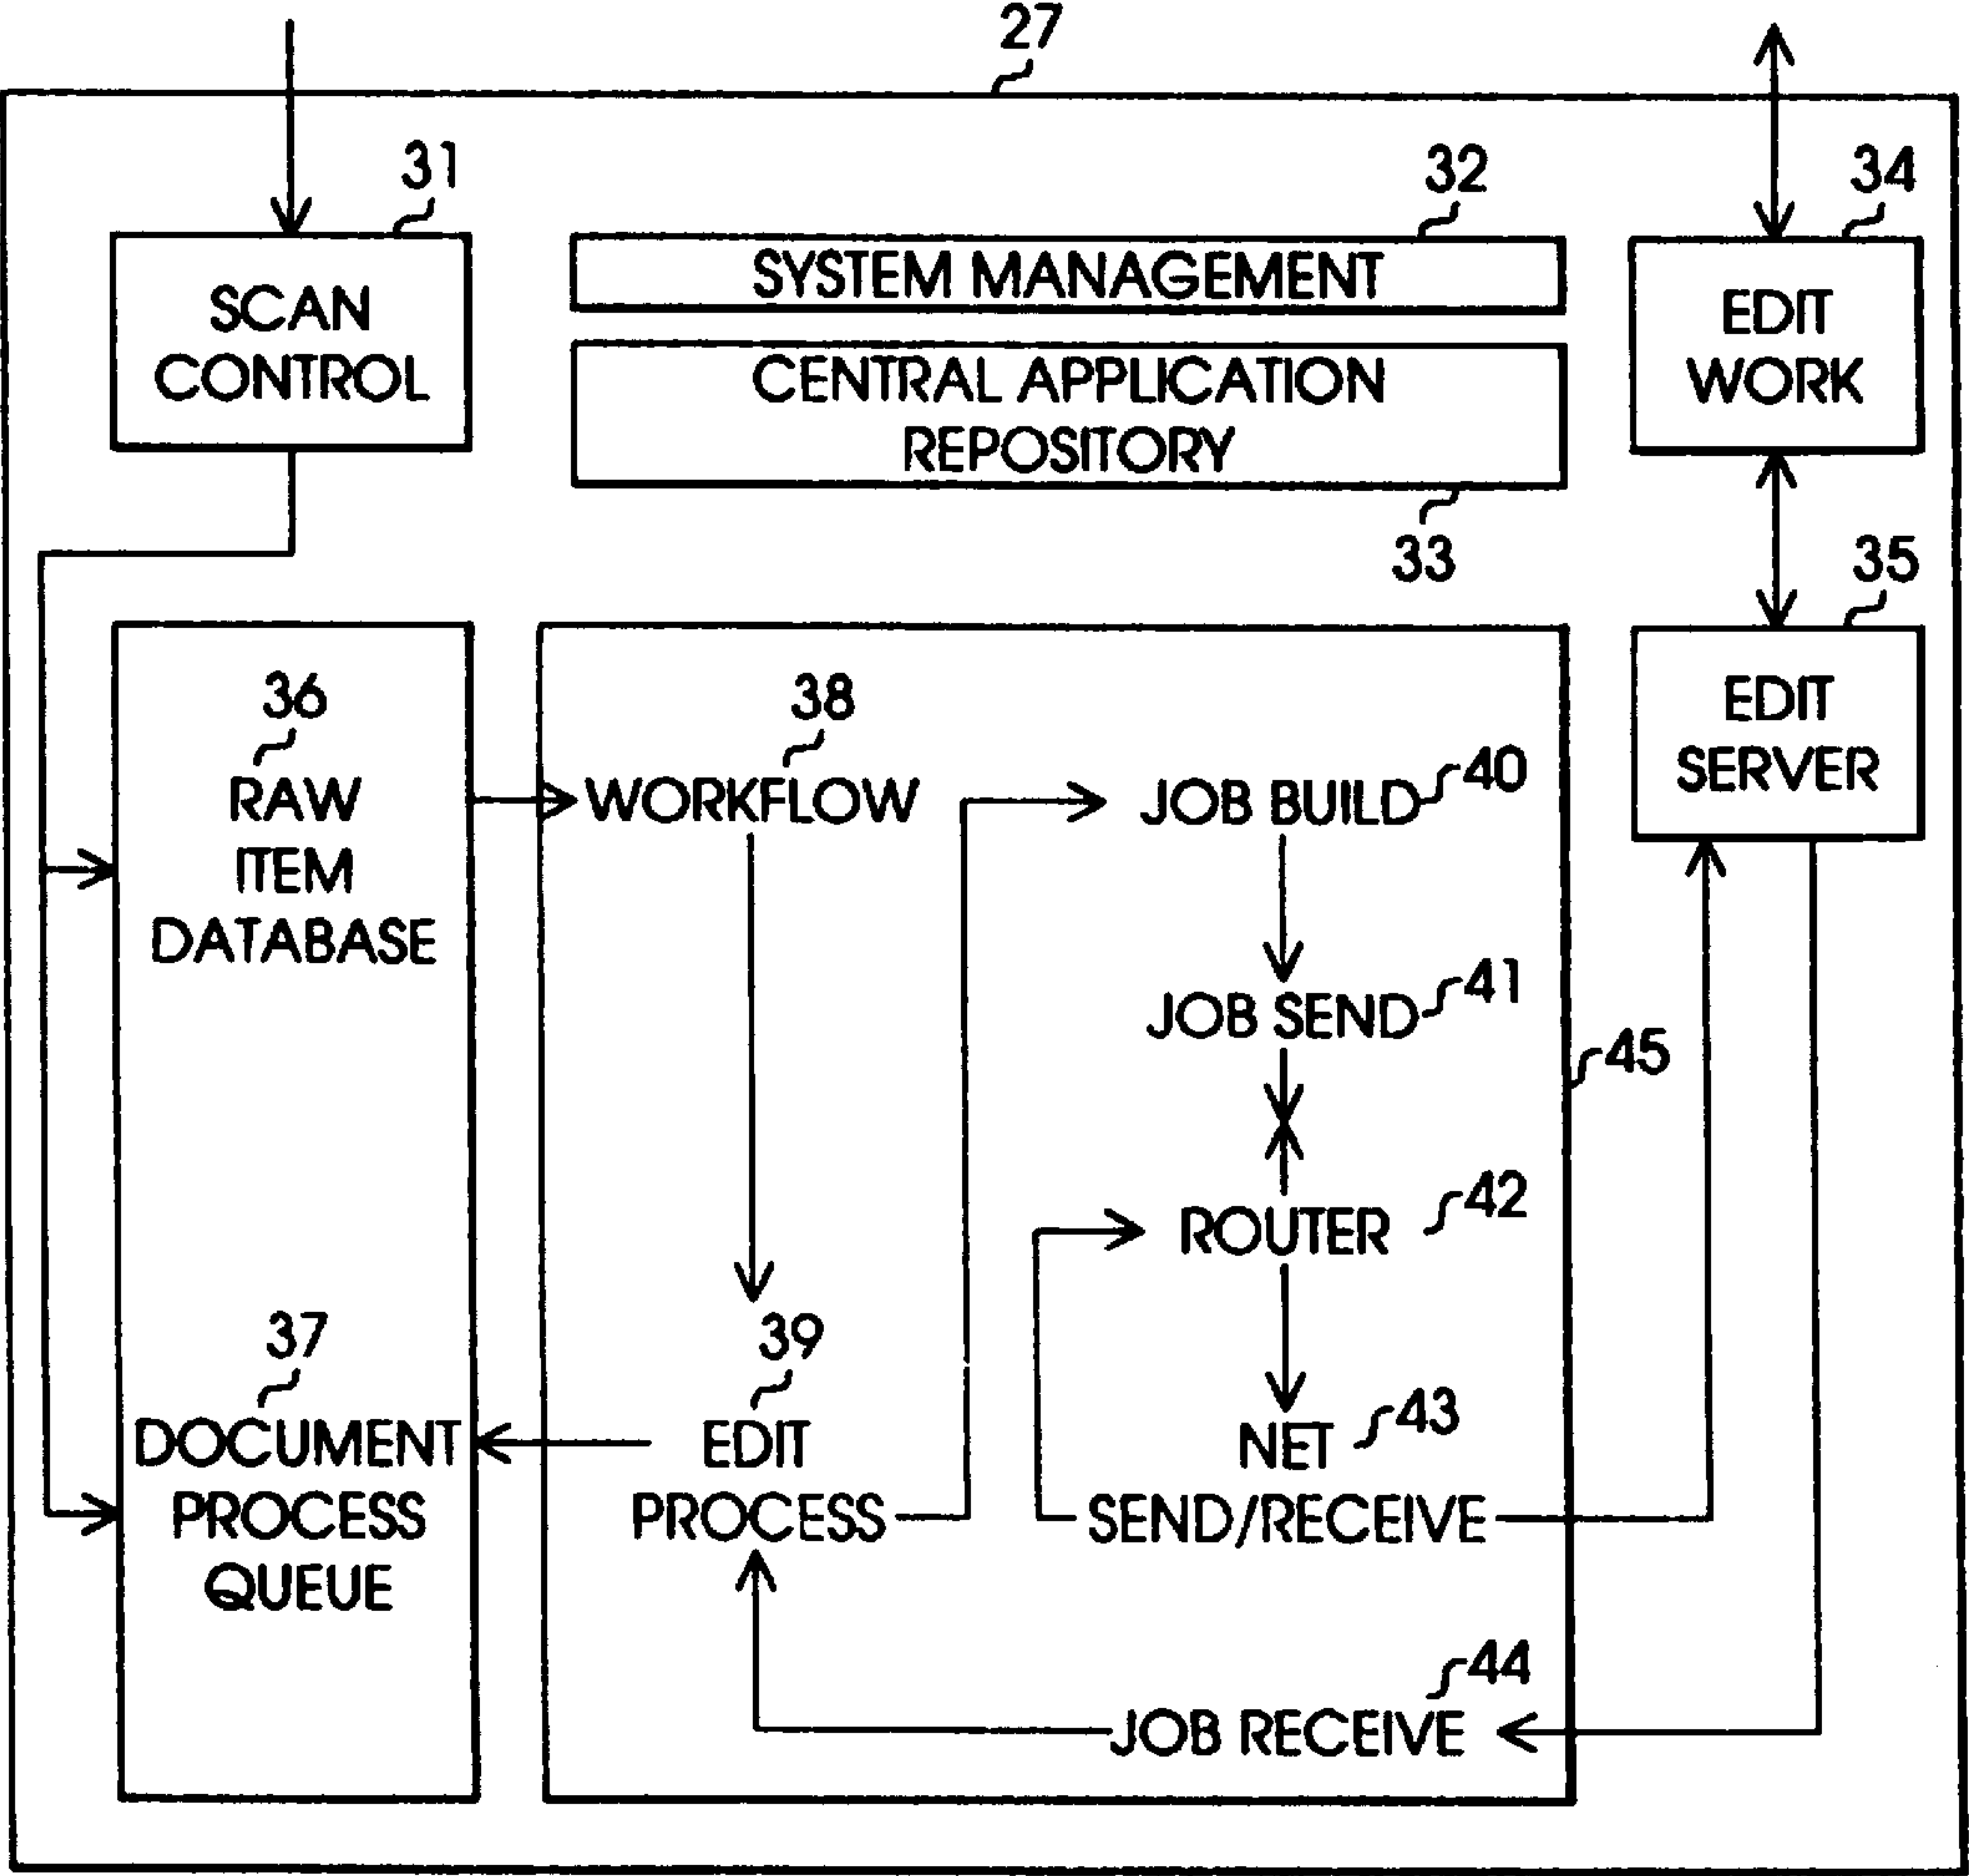 27
31
SCAN
CONTROL
32
SYSTEM MANAGEMENT
CENTRAL APPLICATION
REPOSITORY
33
34
EDIT
WORK
35
EDIT
SERVER
36
RAW
ITEM
DATABASE
37
DOCUMENT
PROCESS
QUEUE
38
WORKFLOW
39
EDIT
PROCESS
JOB BUILD 40
JOB SEND 41
ROUTER 42
NET 43
SEND/RECEIVE
44
JOB RECEIVE
45